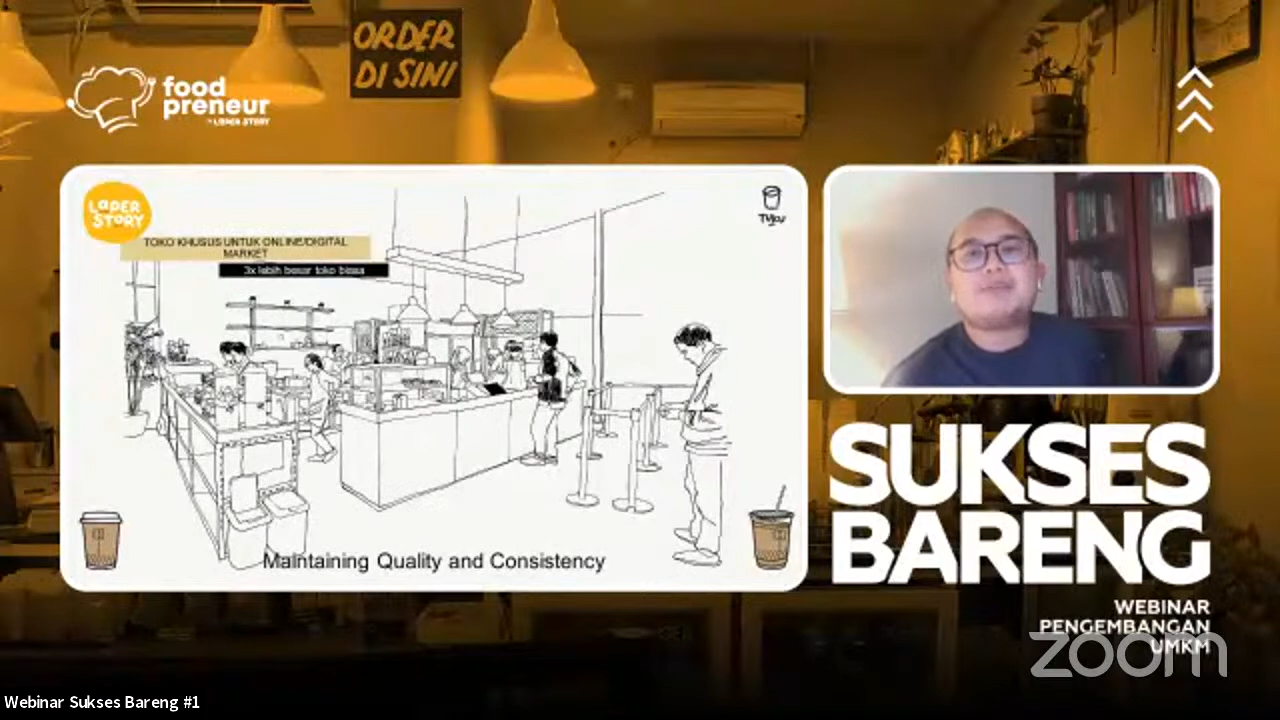 ORDER
DI SINI
food
preneur
by LAPER STORY
LAPER
STORY
TUKU
TOKO KHUSUS UNTUK ONLINE/DIGITAL
MARKET
3x lebih besar toko biasa
Maintaining Quality and Consistency
SUKSES
BARENG
WEBINAR
PENGEMBANGAN
UMKM
zoom
Webinar Sukses Bareng #1